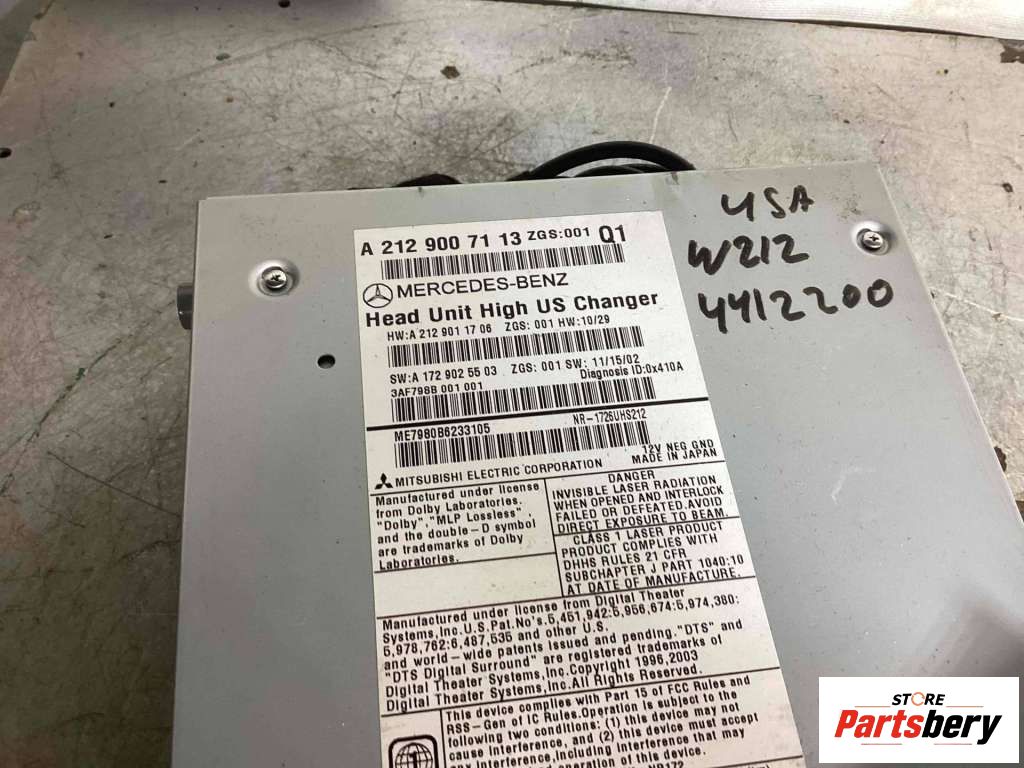 A 212 900 71 13 ZGS:001 Q1
MERCEDES-BENZ
Head Unit High US Changer
HW:A 212 901 17 06 ZGS: 001 HW:10/29
SW:A 172 902 55 03 ZGS: 001 SW: 11/15/02
3AF798B 001 001 Diagnosis ID:0x410A
ME7980B6233105 NR-1726UHS212
12V NEG GND
MADE IN JAPAN
MITSUBISHI ELECTRIC CORPORATION
Manufactured under license
from Dolby Laboratories.
"Dolby","MLP Lossless"
and the double-D symbol
are trademarks of Dolby
Laboratories.
DANGER
INVISIBLE LASER RADIATION
WHEN OPENED AND INTERLOCK
FAILED OR DEFEATED.AVOID
DIRECT EXPOSURE TO BEAM.
CLASS 1 LASER PRODUCT
PRODUCT COMPLIES WITH
DHHS RULES 21 CFR
SUBCHAPTER J PART 1040:10
AT DATE OF MANUFACTURE.
Manufactured under license from Digital Theater
Systems,Inc.U.S.Pat.No's.5,451,942:5,956,674:5,974,380:
5,978,762:6,487,535 and other U.S.
and world-wide patents issued and pending."DTS" and
"DTS Digital Surround" are registered trademarks of
Digital Theater Systems,Inc.Copyright 1996,2003
Digital Theater Systems,Inc.All Rights Reserved.
This device complies with Part 15 of FCC Rules and
RSS-Gen of IC Rules.Operation is subject to the
following two conditions: (1) this device may not
cause interference, and (2) this device must accept
any interference,including interference that may
operation of this device.
USA
W212
4412200
STORE
Partsbery